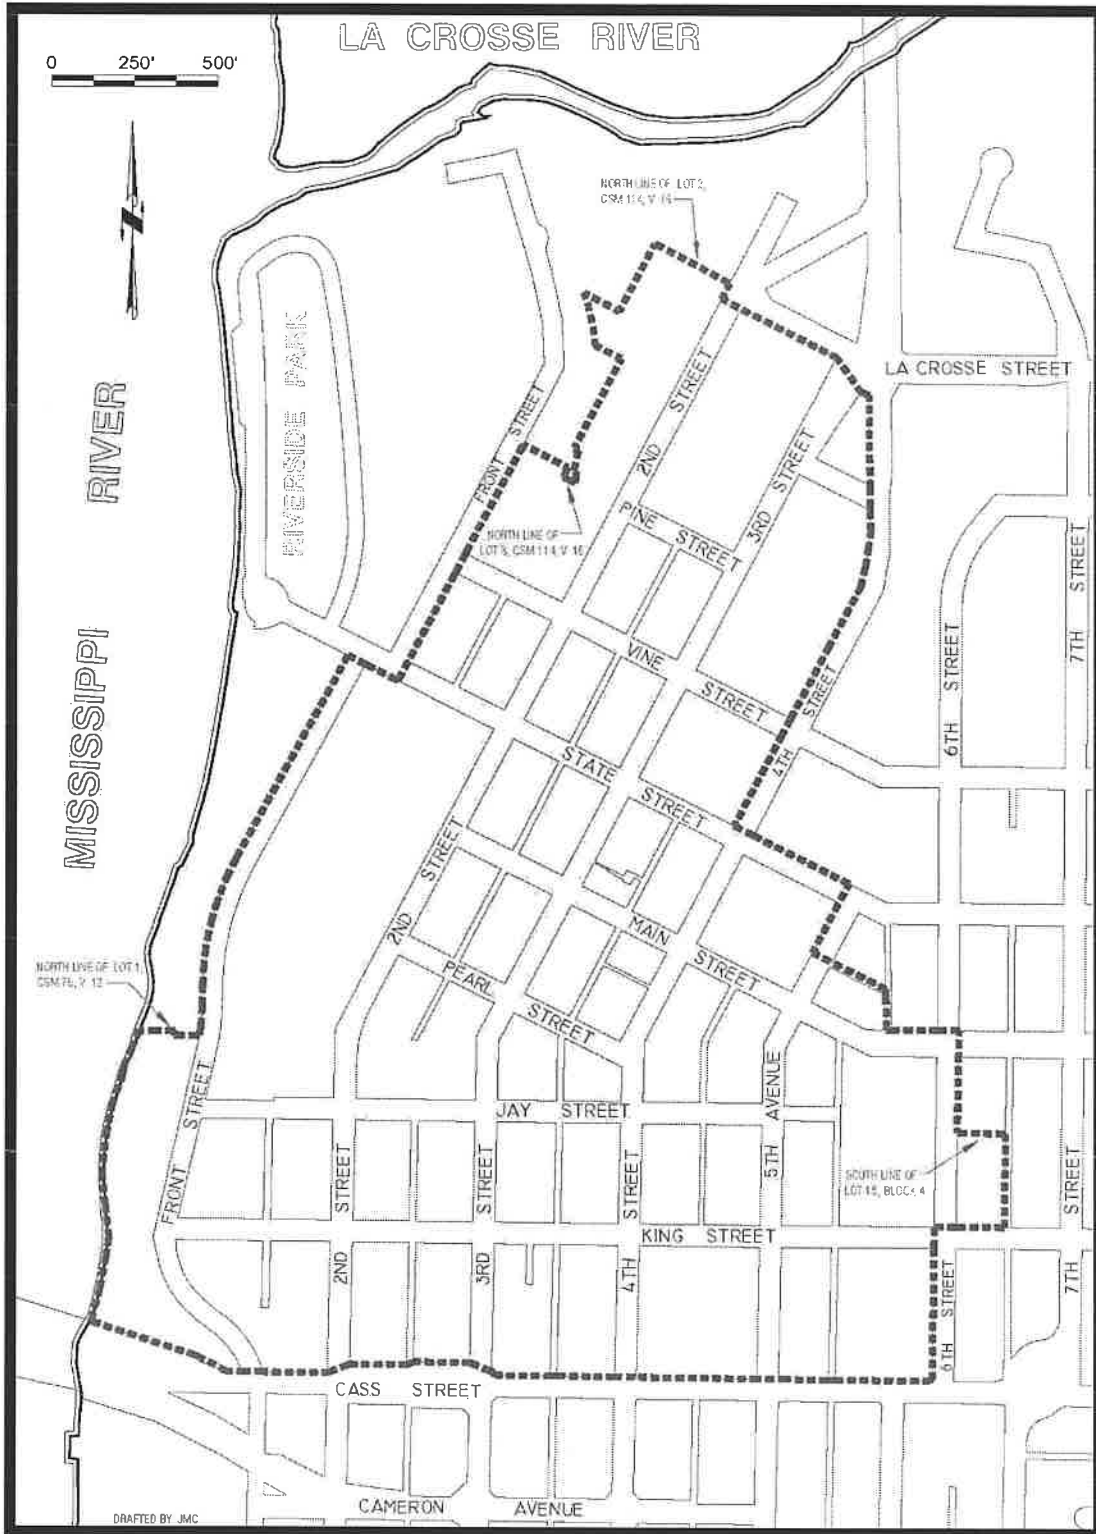 LA CROSSE RIVER
0 250' 500'
NORTH LINE OF LOT 2,
CSM 114, V 16
RIVERSIDE PARK
MISSISSIPPI RIVER
LA CROSSE STREET
FRONT STREET
2ND STREET
3RD STREET
PINE STREET
NORTH LINE OF
LOT 8, CSM 114, V 16
7TH STREET
6TH STREET
VINE STREET
4TH STREET
STATE STREET
2ND STREET
MAIN STREET
PEARL STREET
NORTH LINE OF LOT 1,
CSM 76, V 12
FRONT STREET
JAY STREET
5TH AVENUE
2ND STREET
3RD STREET
4TH STREET
SOUTH LINE OF
LOT 15, BLOCK 4
KING STREET
6TH STREET
7TH STREET
CASS STREET
CAMERON AVENUE
DRAFTED BY JMC